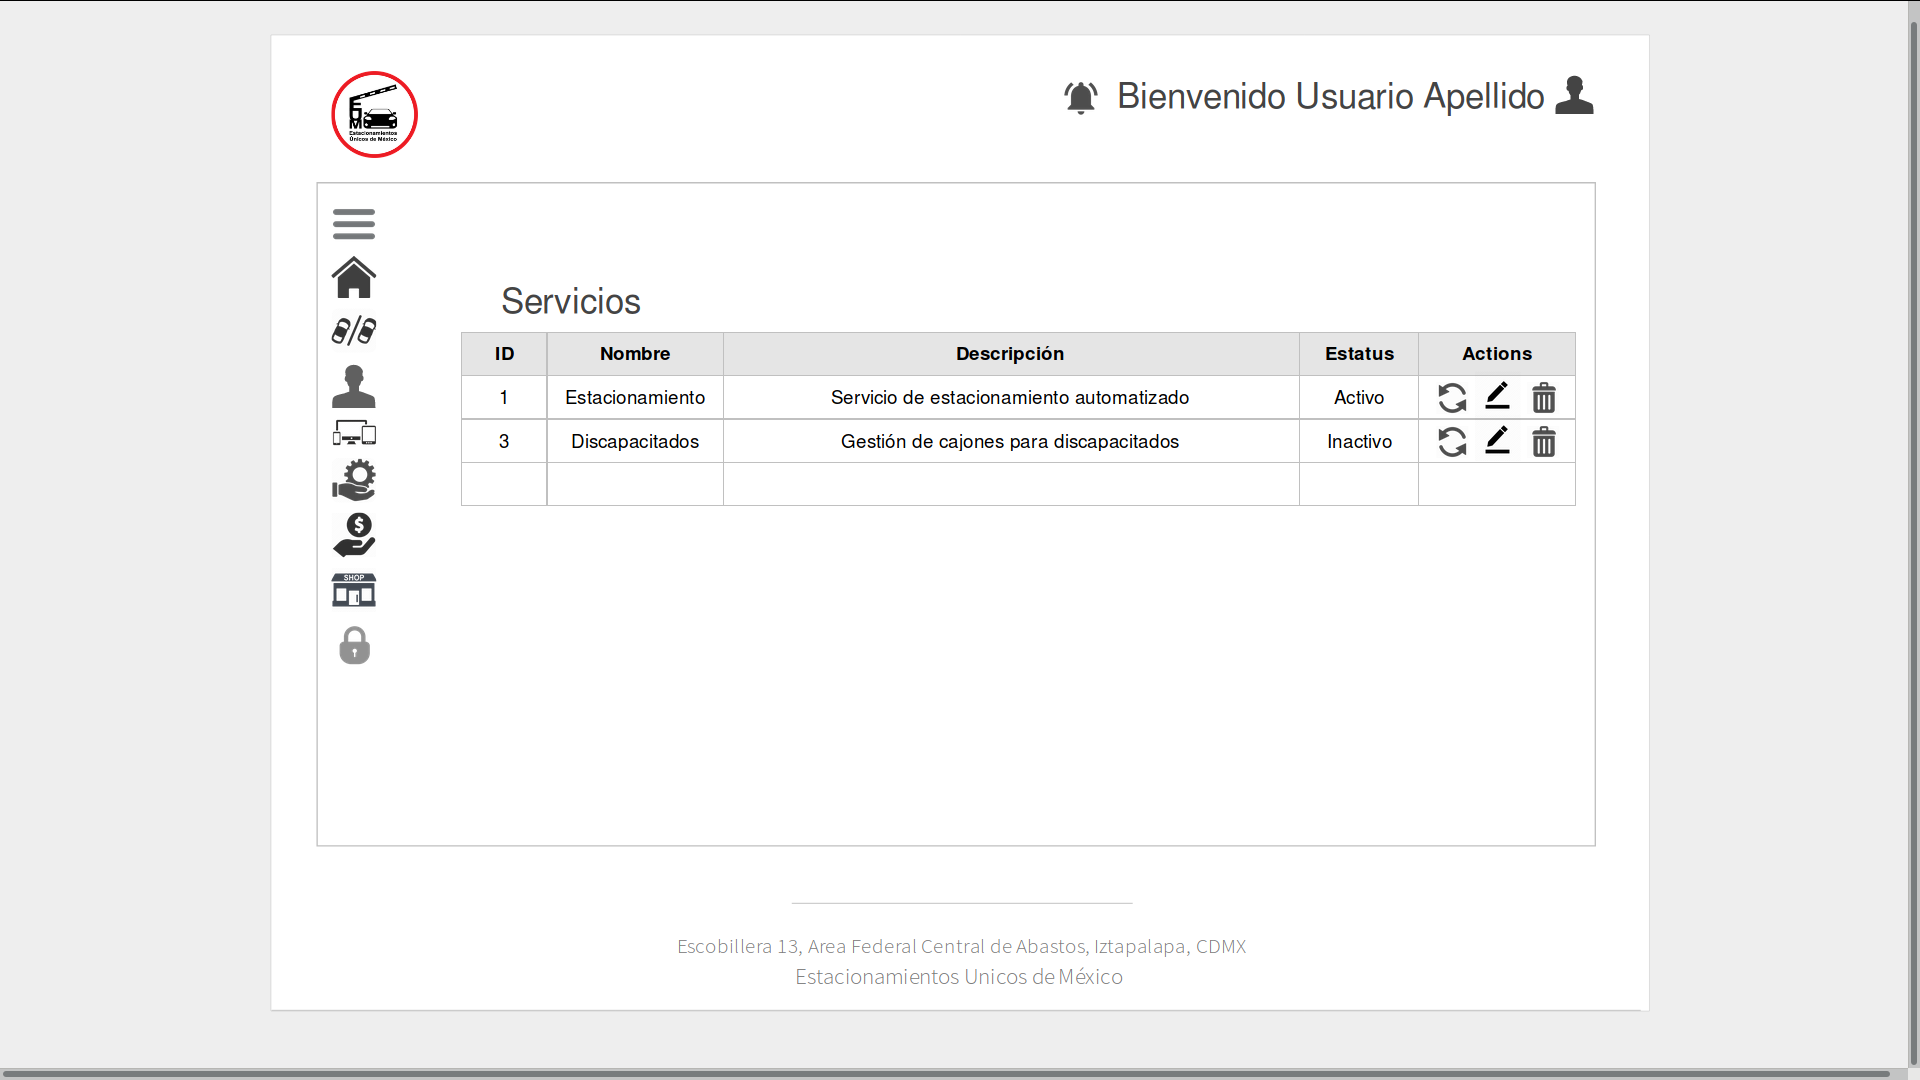 EUM
Estacionamientos
Únicos de México
Bienvenido Usuario Apellido
Servicios
ID Nombre Descripción Estatus Actions
1 Estacionamiento Servicio de estacionamiento automatizado Activo
3 Discapacitados Gestión de cajones para discapacitados Inactivo
$
SHOP
Escobillera 13, Area Federal Central de Abastos, Iztapalapa, CDMX
Estacionamientos Unicos de México